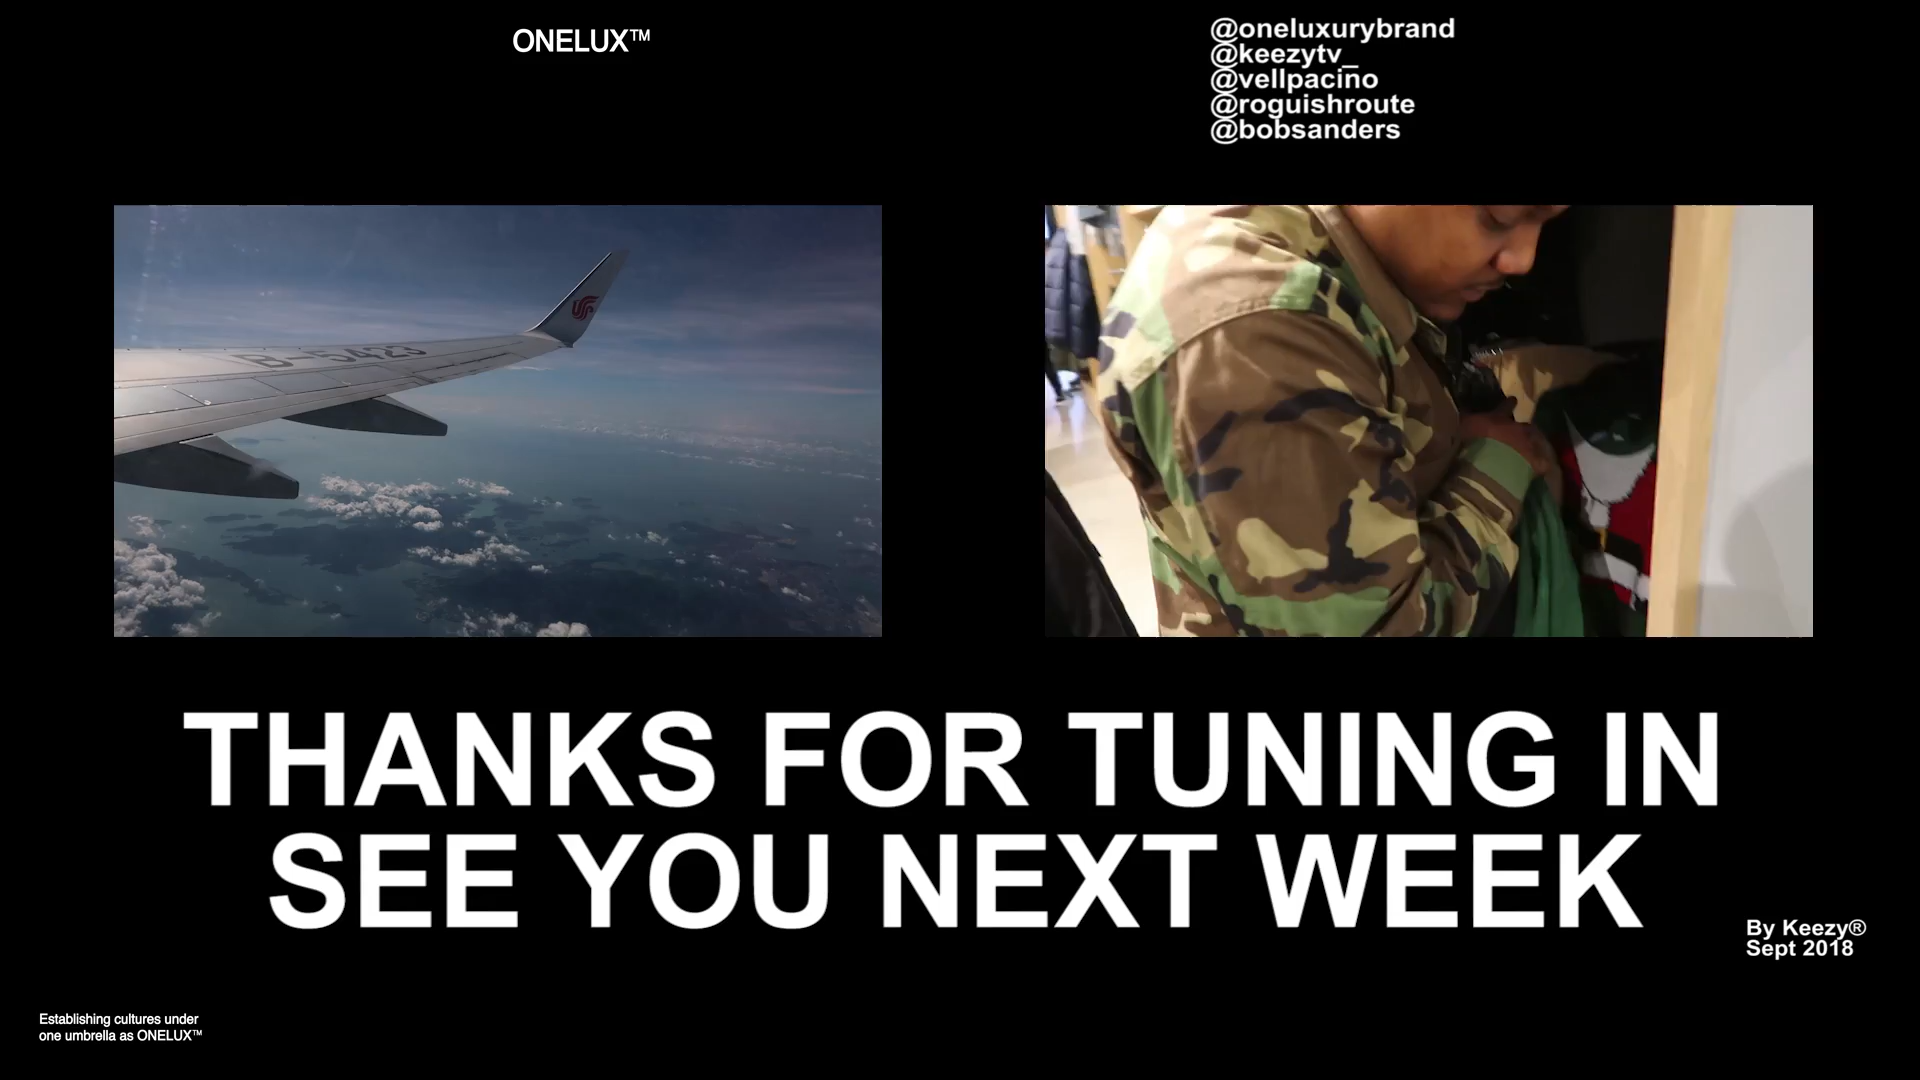 ONELUX™
@oneluxurybrand
@keezytv_
@vellpacino
@roguishroute
@bobsanders
B-5423
THANKS FOR TUNING IN
SEE YOU NEXT WEEK
By Keezy®
Sept 2018
Establishing cultures under
one umbrella as ONELUX™